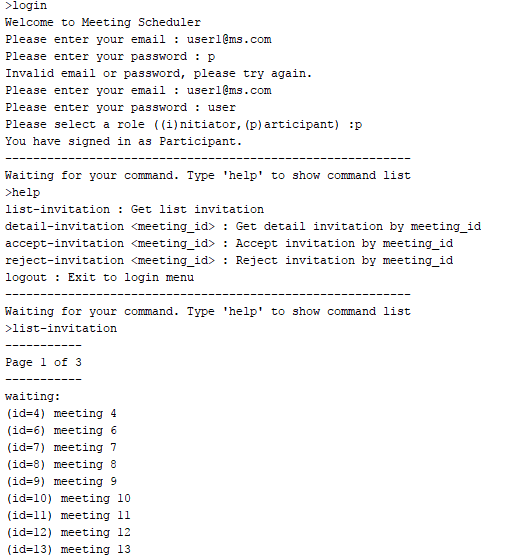 >login
Welcome to Meeting Scheduler
Please enter your email : user1@ms.com
Please enter your password : p
Invalid email or password, please try again.
Please enter your email : user1@ms.com
Please enter your password : user
Please select a role ((i)nitiator,(p)articipant) :p
You have signed in as Participant.
----------------------------------------------------------
Waiting for your command. Type 'help' to show command list
>help
list-invitation : Get list invitation
detail-invitation <meeting_id> : Get detail invitation by meeting_id
accept-invitation <meeting_id> : Accept invitation by meeting_id
reject-invitation <meeting_id> : Reject invitation by meeting_id
logout : Exit to login menu
----------------------------------------------------------
Waiting for your command. Type 'help' to show command list
>list-invitation
-----------
Page 1 of 3
-----------
waiting:
(id=4) meeting 4
(id=6) meeting 6
(id=7) meeting 7
(id=8) meeting 8
(id=9) meeting 9
(id=10) meeting 10
(id=11) meeting 11
(id=12) meeting 12
(id=13) meeting 13